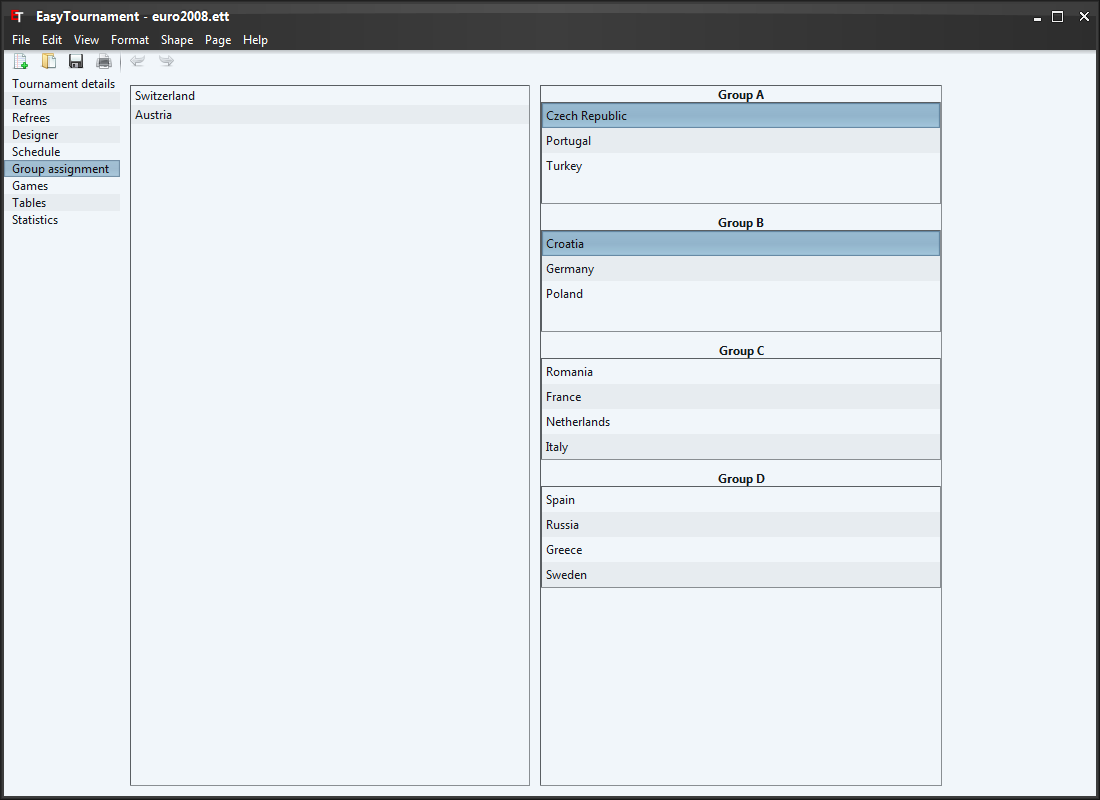 EasyTournament - euro2008.ett
File Edit View Format Shape Page Help
Tournament details
Teams
Refrees
Designer
Schedule
Group assignment
Games
Tables
Statistics
Switzerland
Austria
Group A
Czech Republic
Portugal
Turkey
Group B
Croatia
Germany
Poland
Group C
Romania
France
Netherlands
Italy
Group D
Spain
Russia
Greece
Sweden